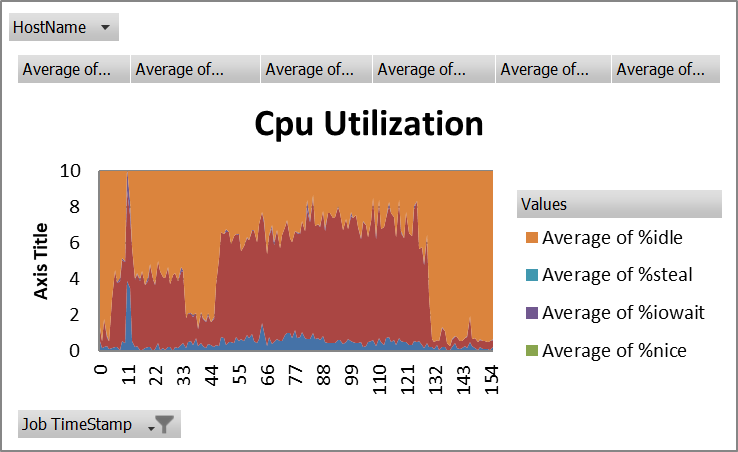 HostName
Average of... Average of... Average of... Average of... Average of... Average of...
Cpu Utilization
Axis Title
10
8
6
4
2
0
0 11 22 33 44 55 66 77 88 99 110 121 132 143 154
Values
Average of %idle
Average of %steal
Average of %iowait
Average of %nice
Job TimeStamp